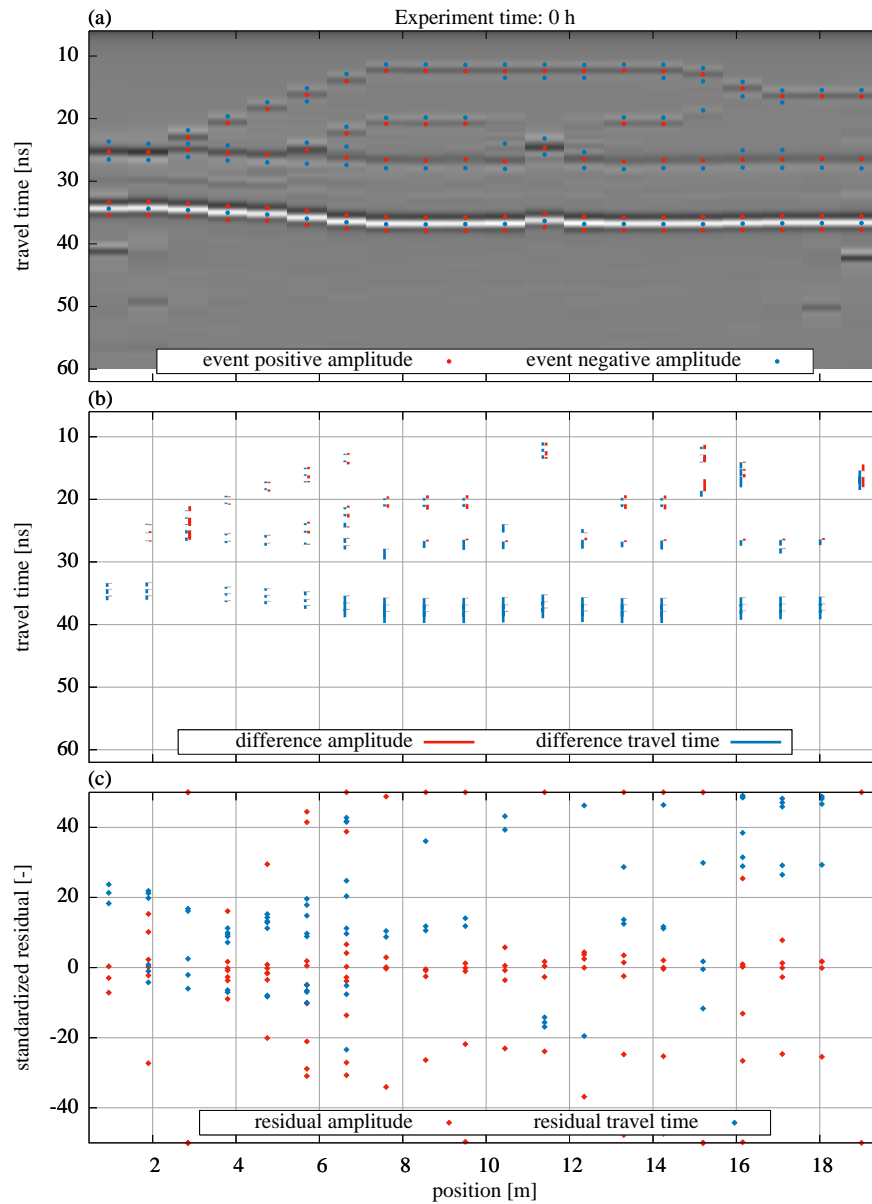 (a)
Experiment time: 0 h
10
20
30
40
50
60
travel time [ns]
event positive amplitude
event negative amplitude
(b)
10
20
30
40
50
60
travel time [ns]
difference amplitude
difference travel time
(c)
40
20
0
-20
-40
standardized residual [-]
residual amplitude
residual travel time
2
4
6
8
10
12
14
16
18
position [m]